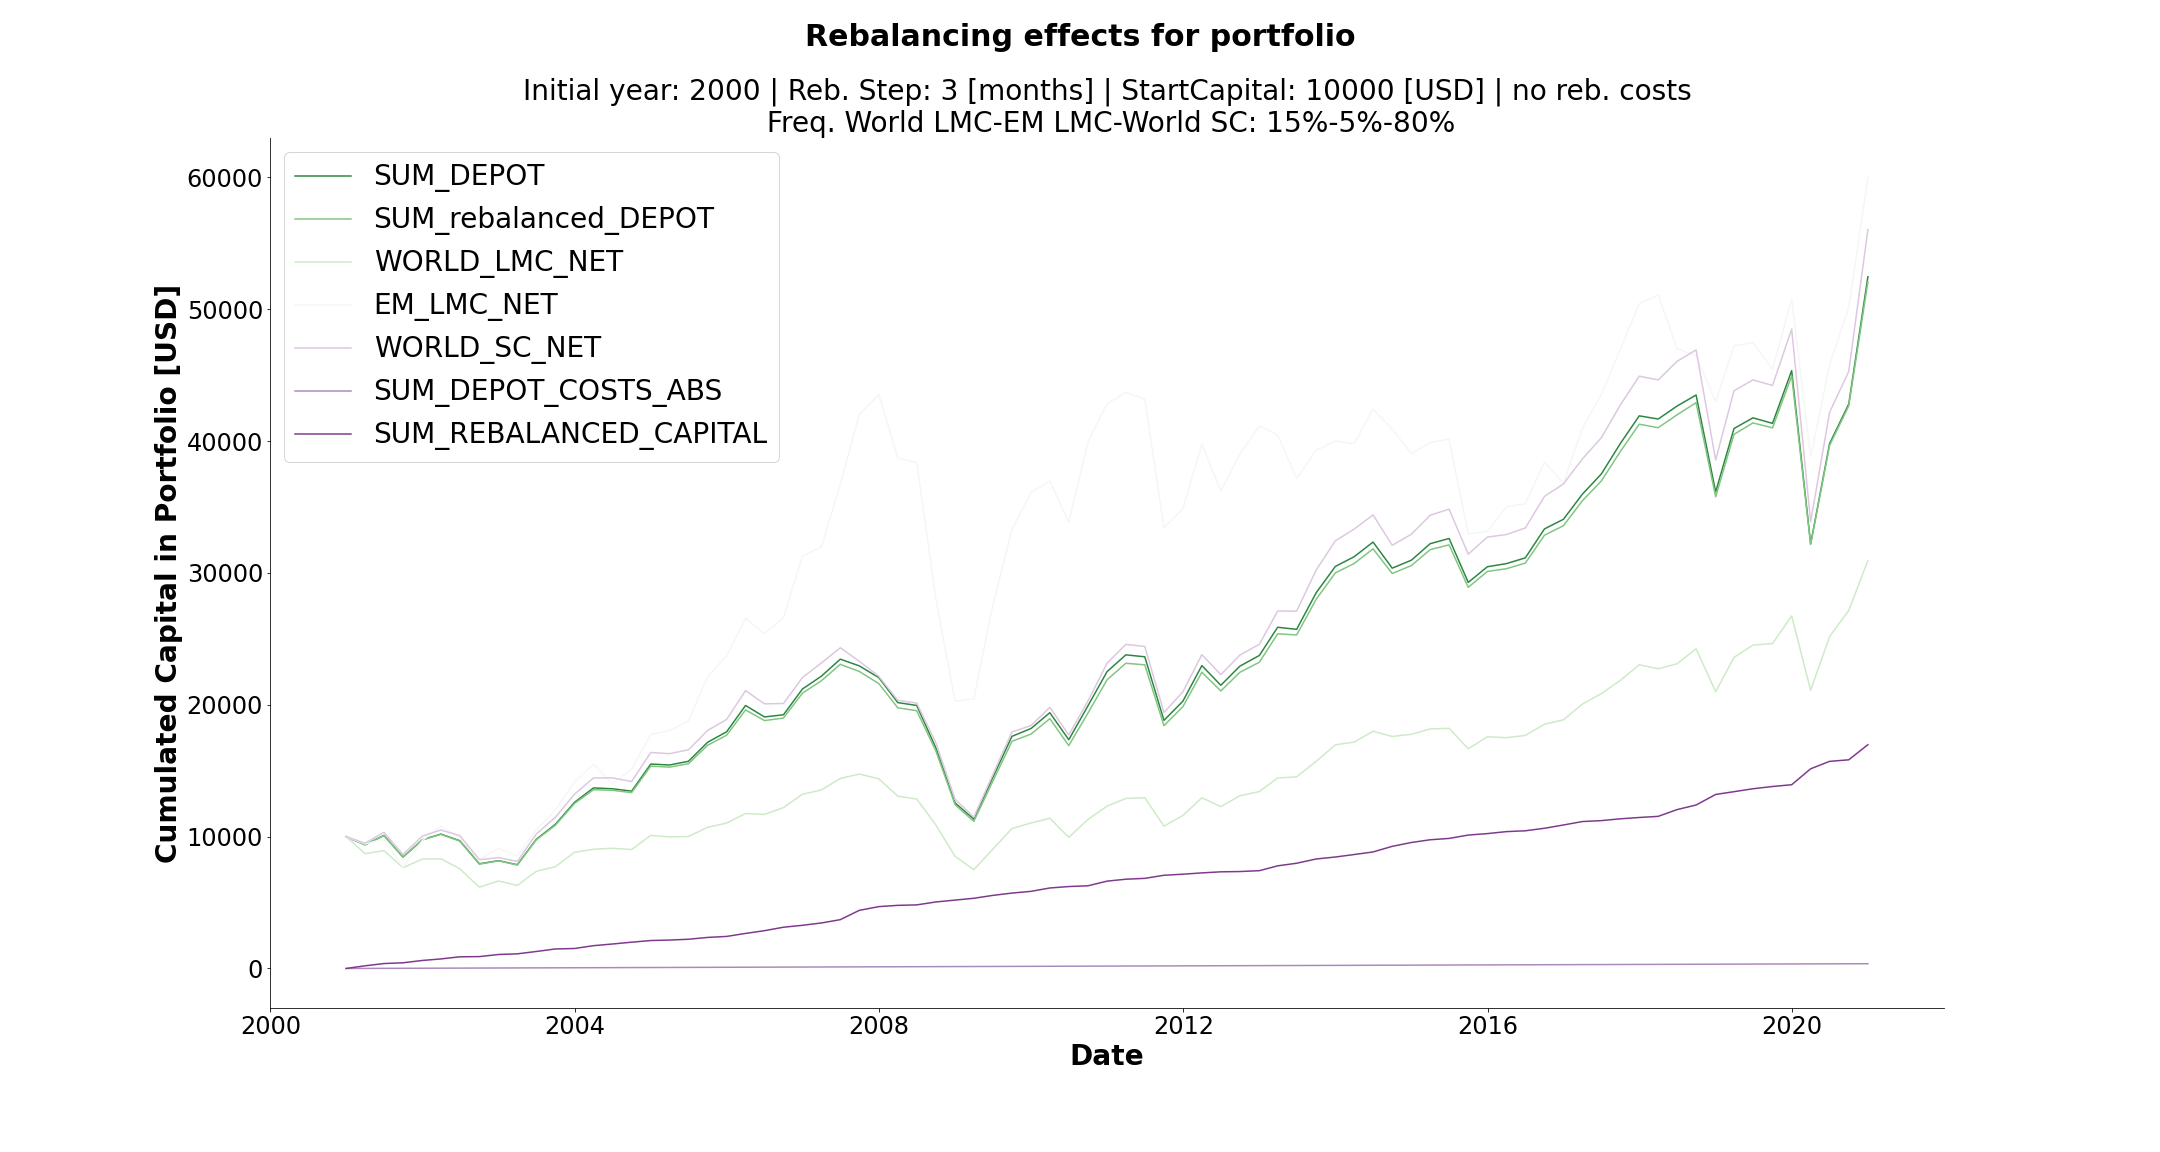 Rebalancing effects for portfolio
Initial year: 2000 | Reb. Step: 3 [months] | StartCapital: 10000 [USD] | no reb. costs
Freq. World LMC-EM LMC-World SC: 15%-5%-80%
SUM_DEPOT
SUM_rebalanced_DEPOT
WORLD_LMC_NET
EM_LMC_NET
WORLD_SC_NET
SUM_DEPOT_COSTS_ABS
SUM_REBALANCED_CAPITAL
Cumulated Capital in Portfolio [USD]
60000
50000
40000
30000
20000
10000
0
2000 2004 2008 2012 2016 2020
Date